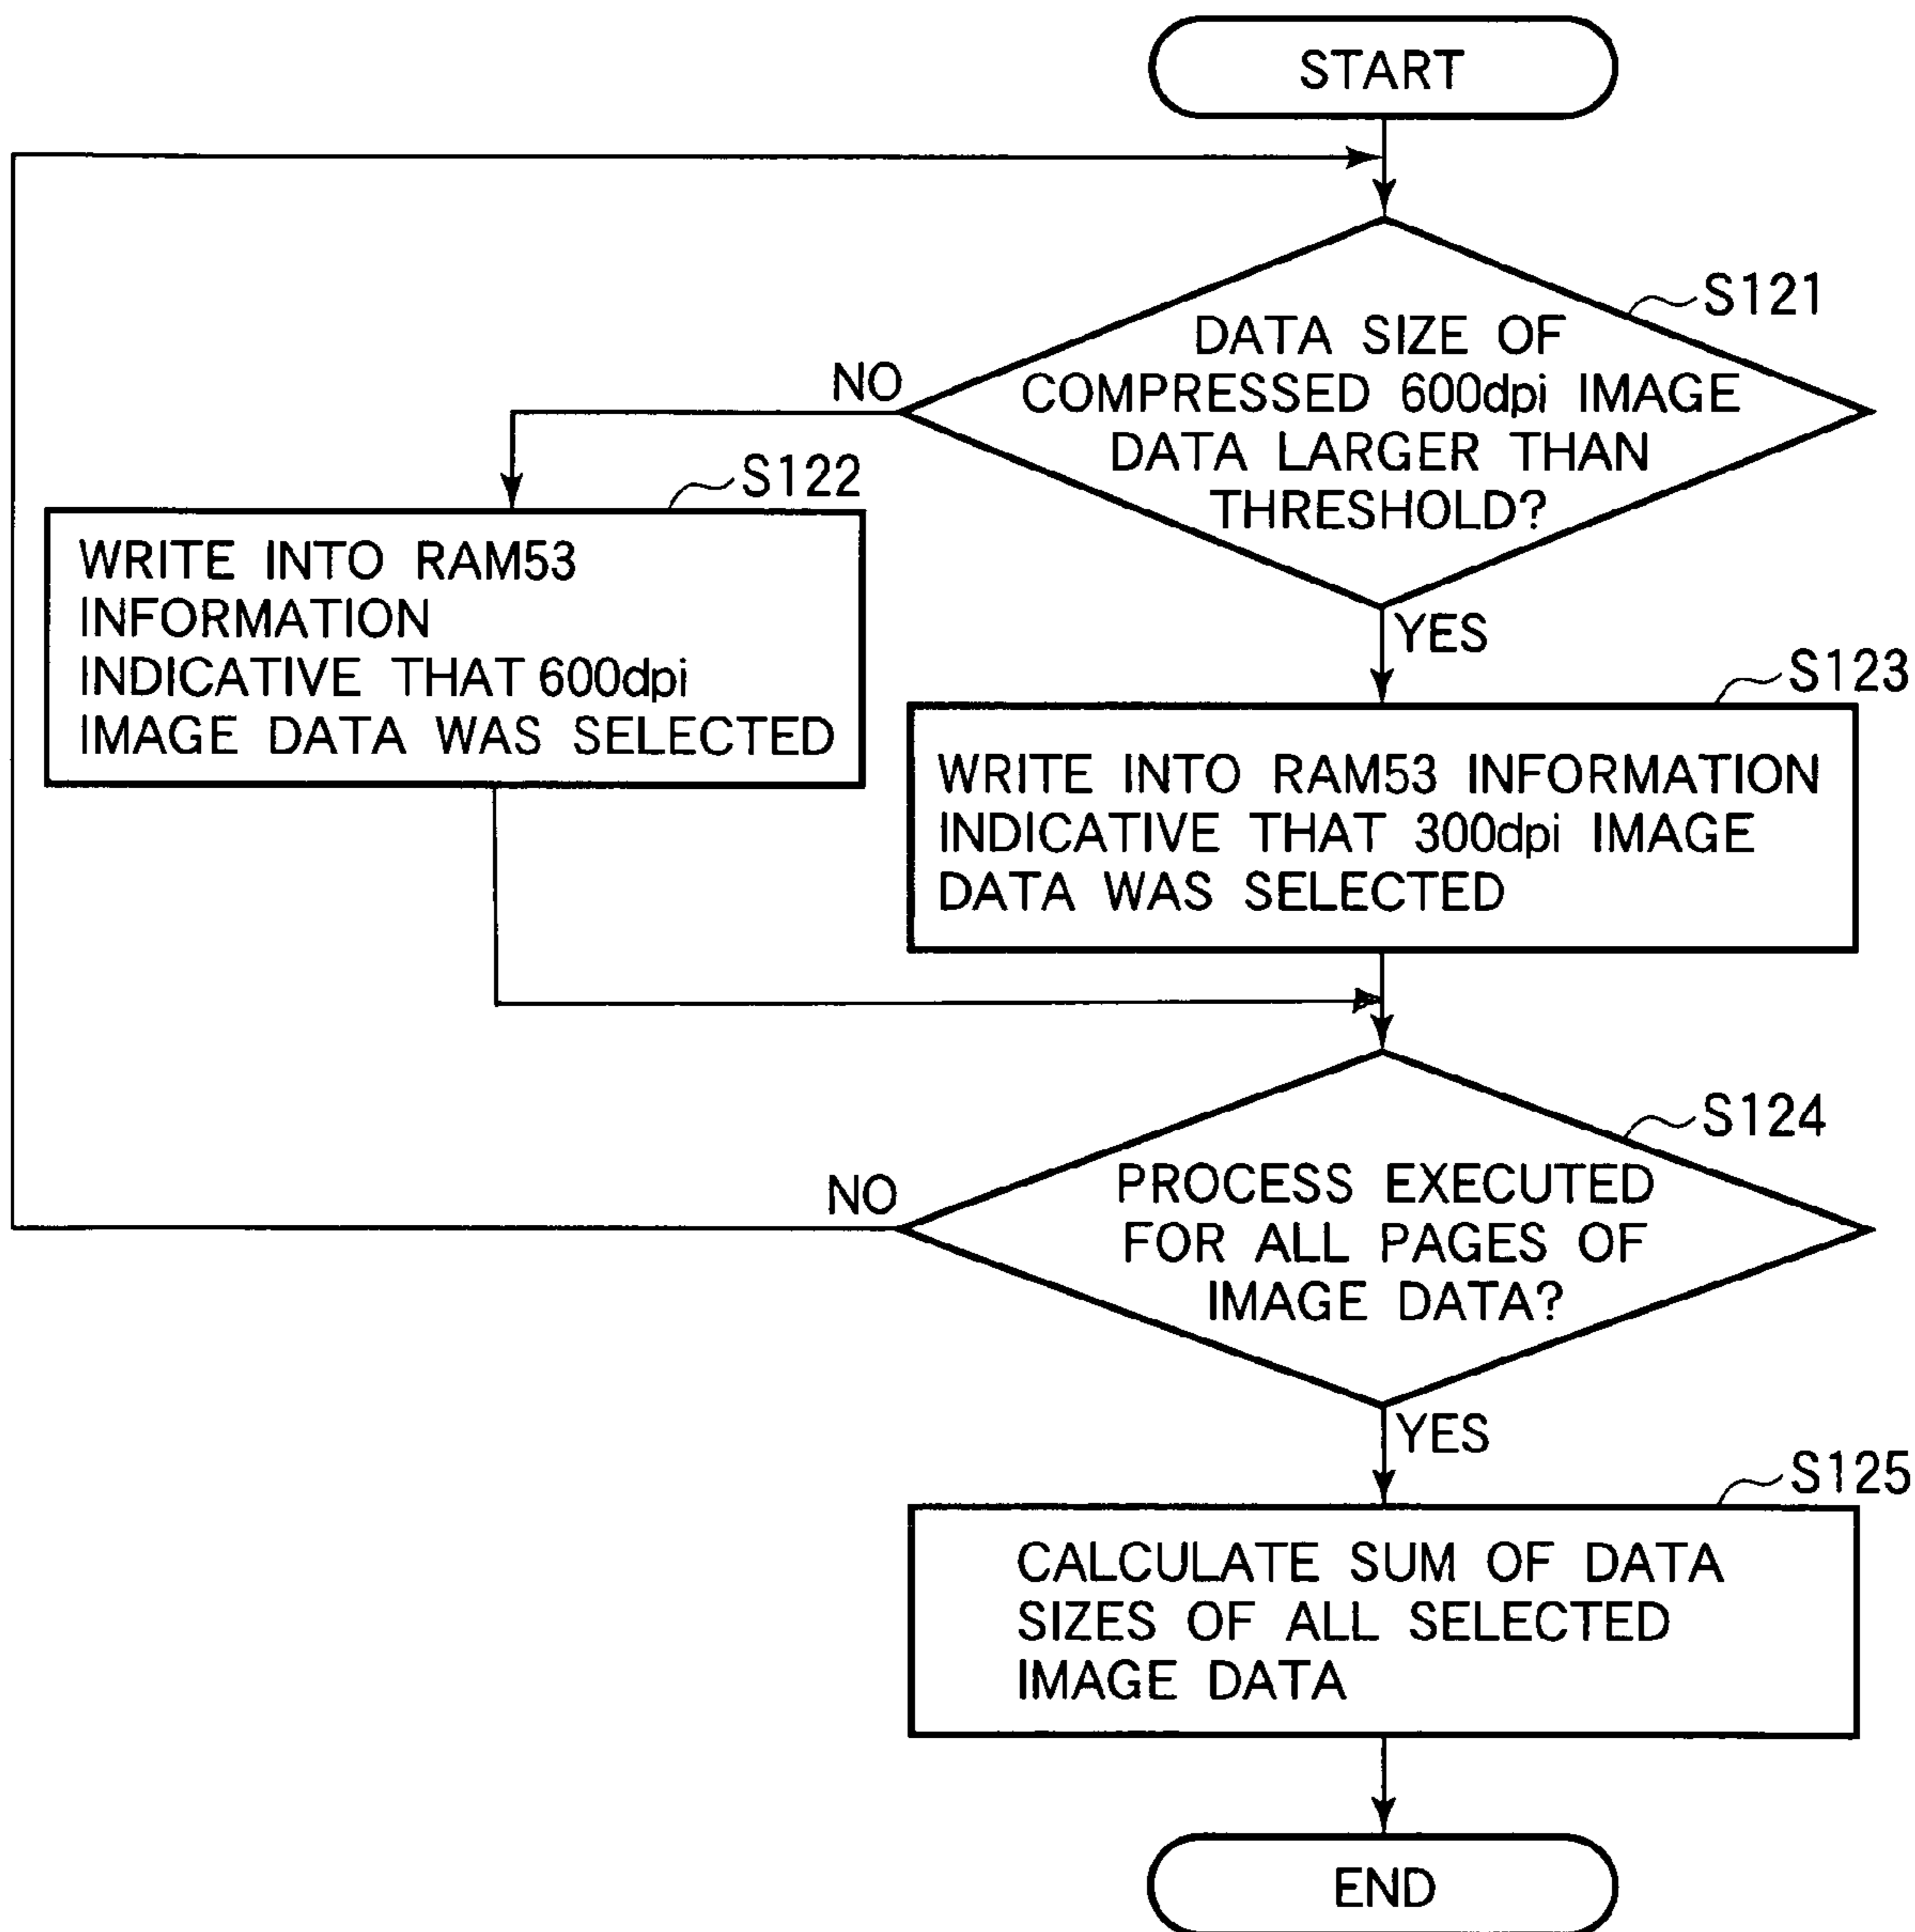 START
S121
DATA SIZE OF
COMPRESSED 600dpi IMAGE
DATA LARGER THAN
THRESHOLD?
NO
YES
S122
WRITE INTO RAM53
INFORMATION
INDICATIVE THAT 600dpi
IMAGE DATA WAS SELECTED
S123
WRITE INTO RAM53 INFORMATION
INDICATIVE THAT 300dpi IMAGE
DATA WAS SELECTED
S124
PROCESS EXECUTED
FOR ALL PAGES OF
IMAGE DATA?
NO
YES
S125
CALCULATE SUM OF DATA
SIZES OF ALL SELECTED
IMAGE DATA
END